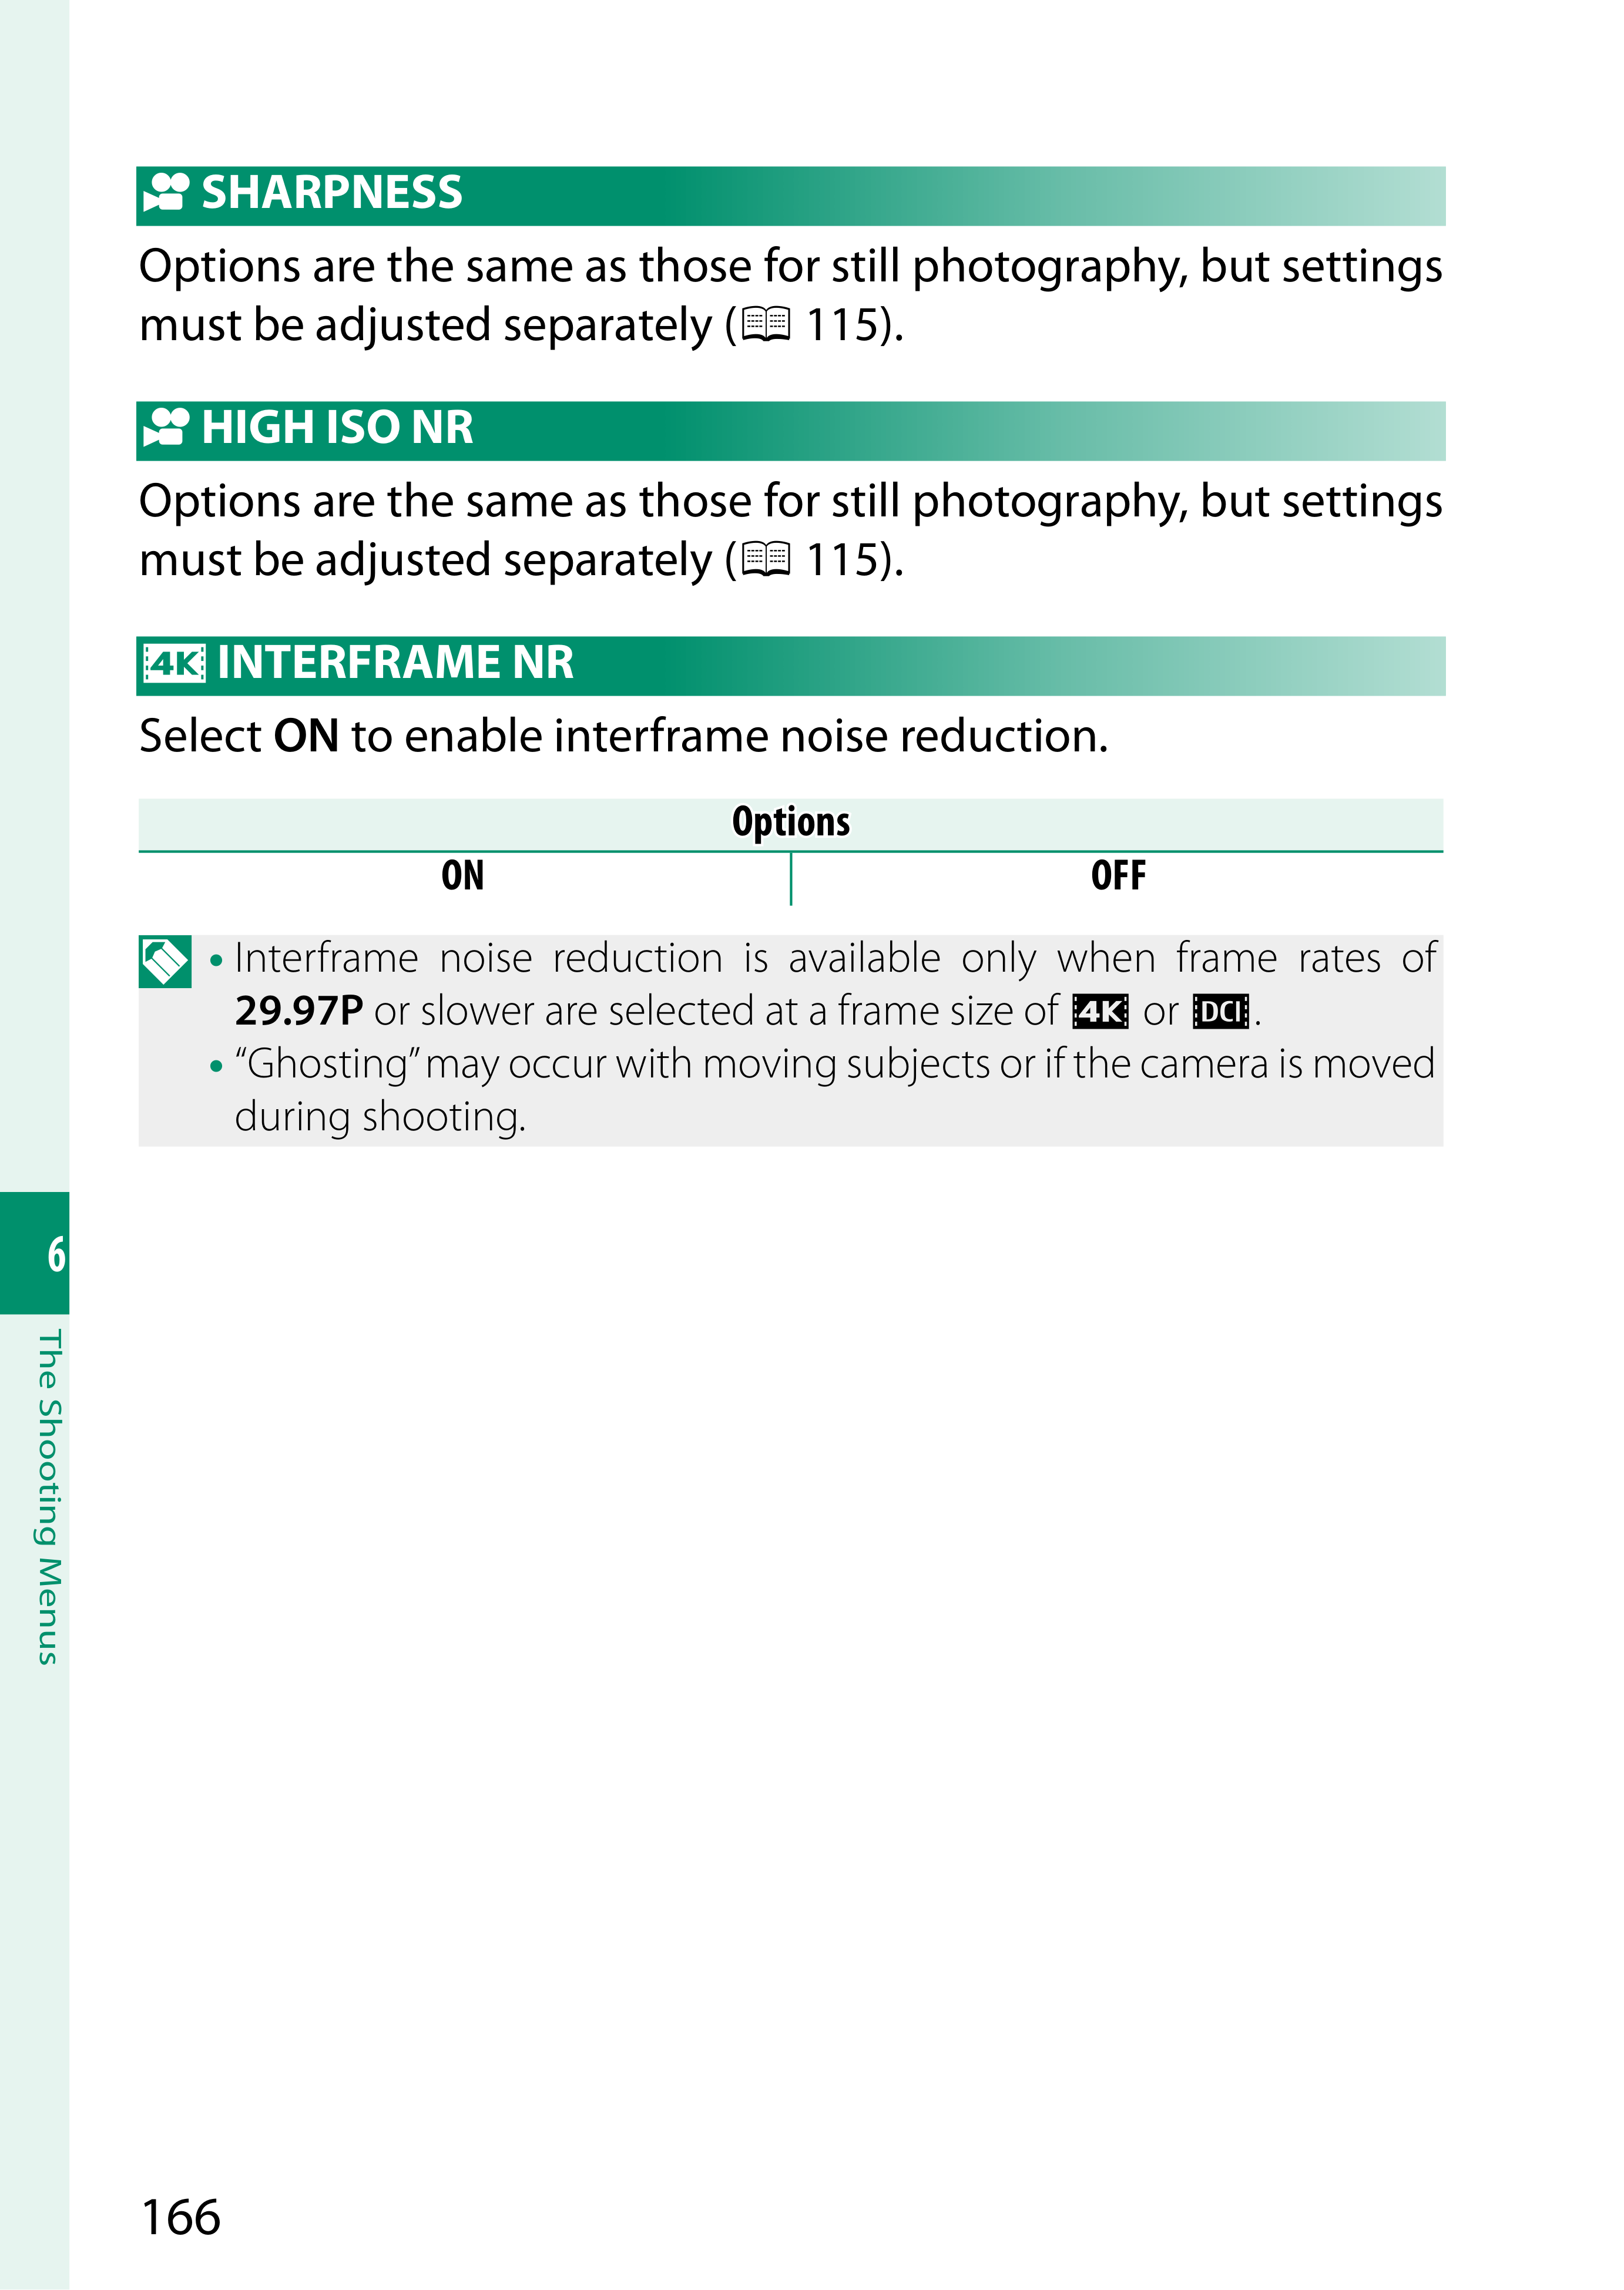 SHARPNESS
Options are the same as those for still photography, but settings
must be adjusted separately ( 115).
HIGH ISO NR
Options are the same as those for still photography, but settings
must be adjusted separately ( 115).
4K INTERFRAME NR
Select ON to enable interframe noise reduction.
Options
ON OFF
• Interframe noise reduction is available only when frame rates of
29.97P or slower are selected at a frame size of 4K or DCI.
• “Ghosting” may occur with moving subjects or if the camera is moved
during shooting.
6
The Shooting Menus
166